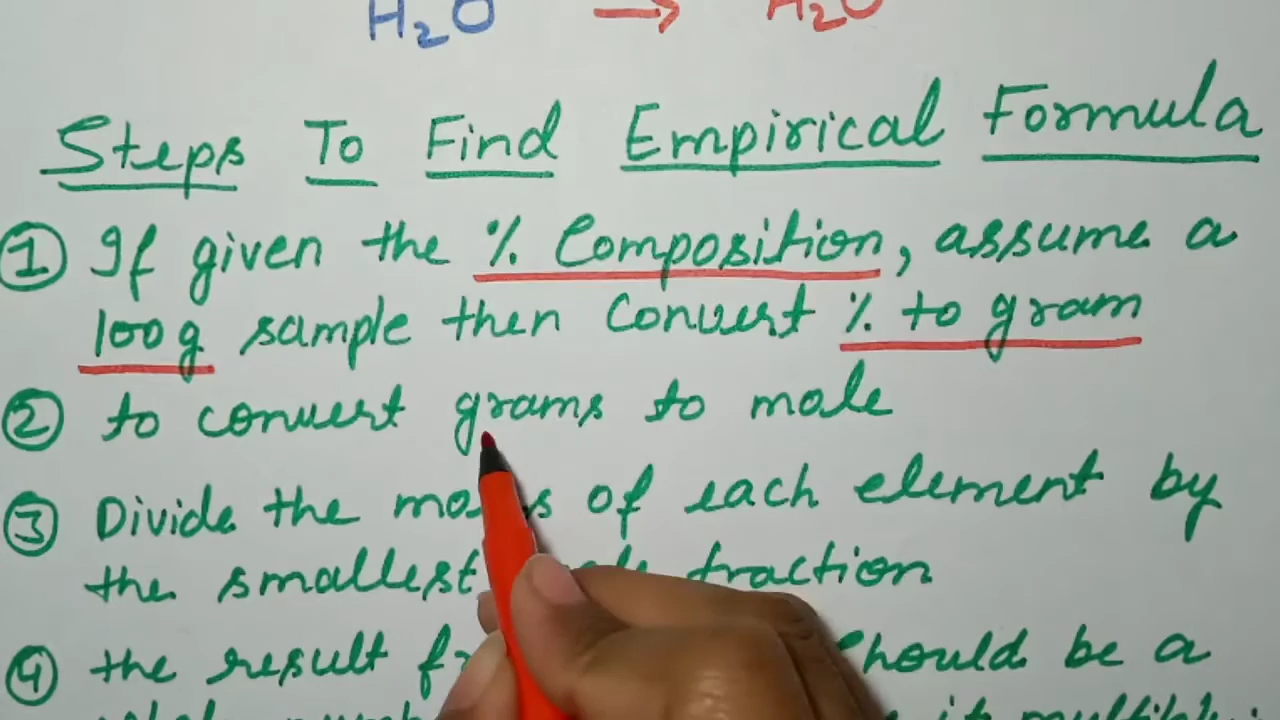 H₂O → H₂O
Steps To Find Empirical Formula
① If given the % Composition, assume a
100g sample then Convert % to gram
② to convert grams to mole
③ Divide the of each element by
the smallest fraction
④ the result should be a